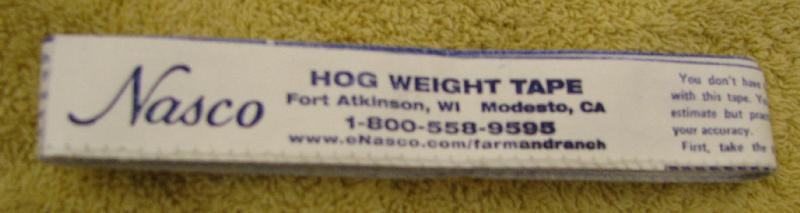 Nasco
HOG WEIGHT TAPE
Fort Atkinson, WI Modesto, CA
1-800-558-9595
www.eNasco.com/farmandranch
You don't have
with this tape.
estimate but
your accuracy.
First, take the